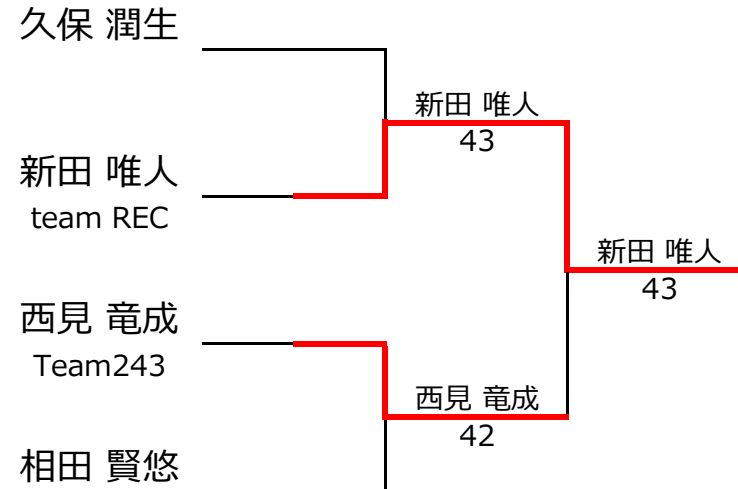 久保 潤生
新田 唯人
43
新田 唯人
team REC
新田 唯人
43
西見 竜成
Team243
西見 竜成
42
相田 賢悠